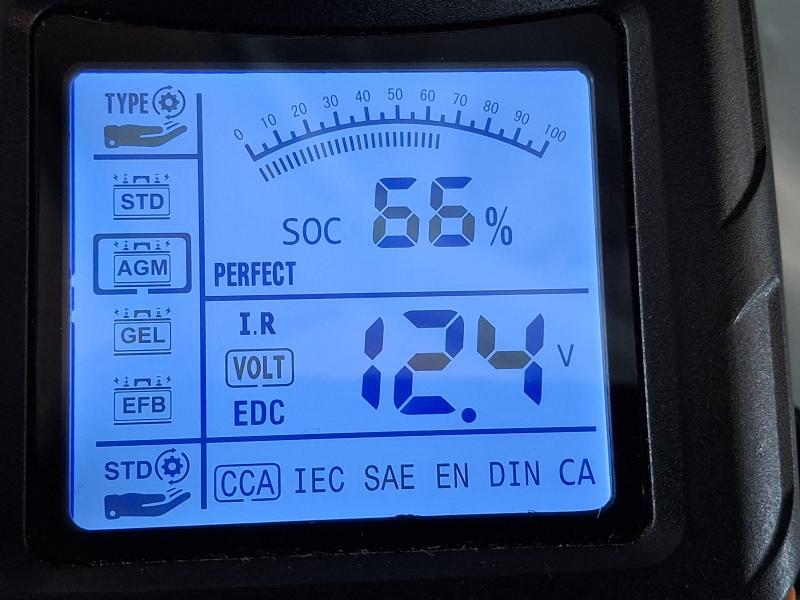 TYPE
0 10 20 30 40 50 60 70 80 90 100
STD
SOC 66%
AGM
PERFECT
GEL
I.R
VOLT
12.4 V
EFB
EDC
STD
CCA IEC SAE EN DIN CA